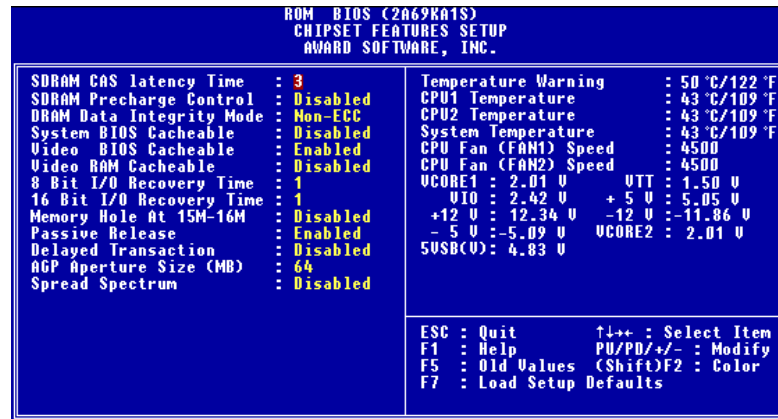 ROM BIOS (2A69KA1S)
CHIPSET FEATURES SETUP
AWARD SOFTWARE, INC.
SDRAM CAS latency Time : 3
SDRAM Precharge Control : Disabled
DRAM Data Integrity Mode : Non-ECC
System BIOS Cacheable : Disabled
Video BIOS Cacheable : Enabled
Video RAM Cacheable : Disabled
8 Bit I/O Recovery Time : 1
16 Bit I/O Recovery Time : 1
Memory Hole At 15M-16M : Disabled
Passive Release : Enabled
Delayed Transaction : Disabled
AGP Aperture Size (MB) : 64
Spread Spectrum : Disabled
Temperature Warning : 50 °C/122 °F
CPU1 Temperature : 43 °C/109 °F
CPU2 Temperature : 43 °C/109 °F
System Temperature : 43 °C/109 °F
CPU Fan (FAN1) Speed : 4500
CPU Fan (FAN2) Speed : 4500
VCORE1 : 2.01 V VTT : 1.50 V
VIO : 2.42 V + 5 V : 5.05 V
+12 V : 12.34 V -12 V :-11.86 V
- 5 V :-5.09 V VCORE2 : 2.01 V
5VSB(V): 4.83 V
ESC : Quit ↑↓→← : Select Item
F1 : Help PU/PD/+/- : Modify
F5 : Old Values (Shift)F2 : Color
F7 : Load Setup Defaults